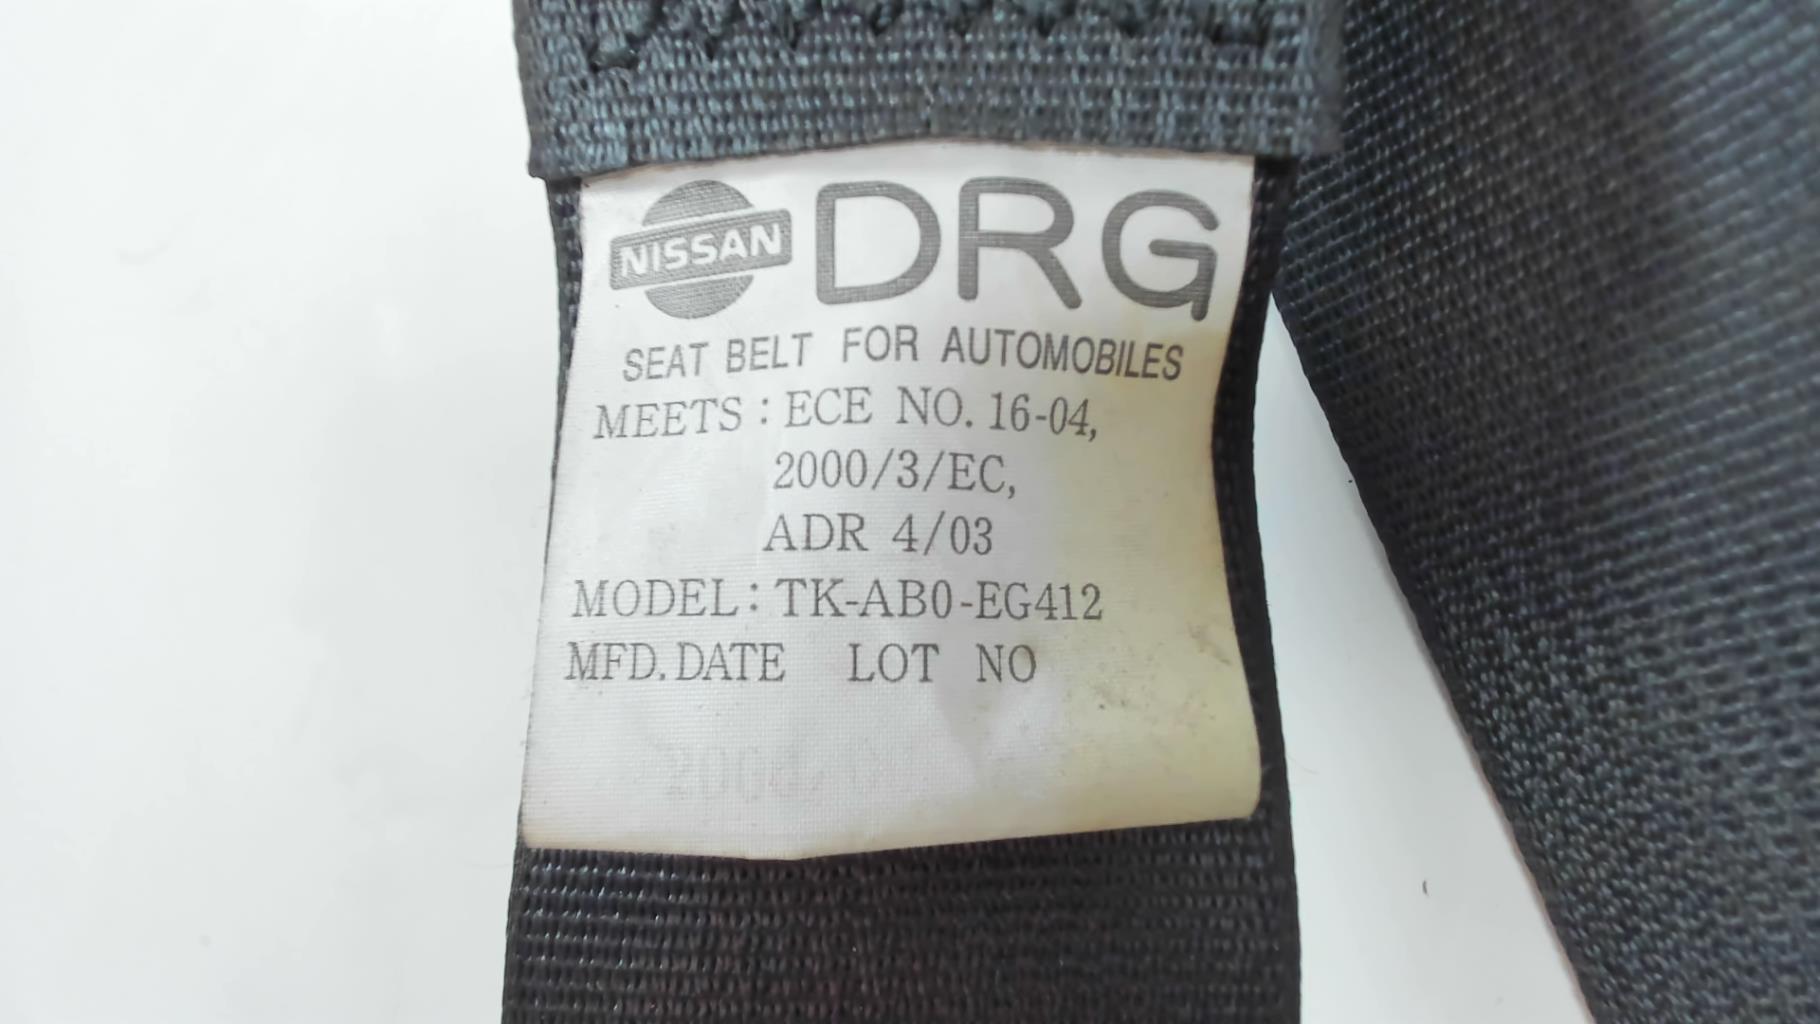 NISSAN DRG
SEAT BELT FOR AUTOMOBILES
MEETS : ECE NO. 16-04,
2000/3/EC,
ADR 4/03
MODEL : TK-AB0-EG412
MFD. DATE LOT NO